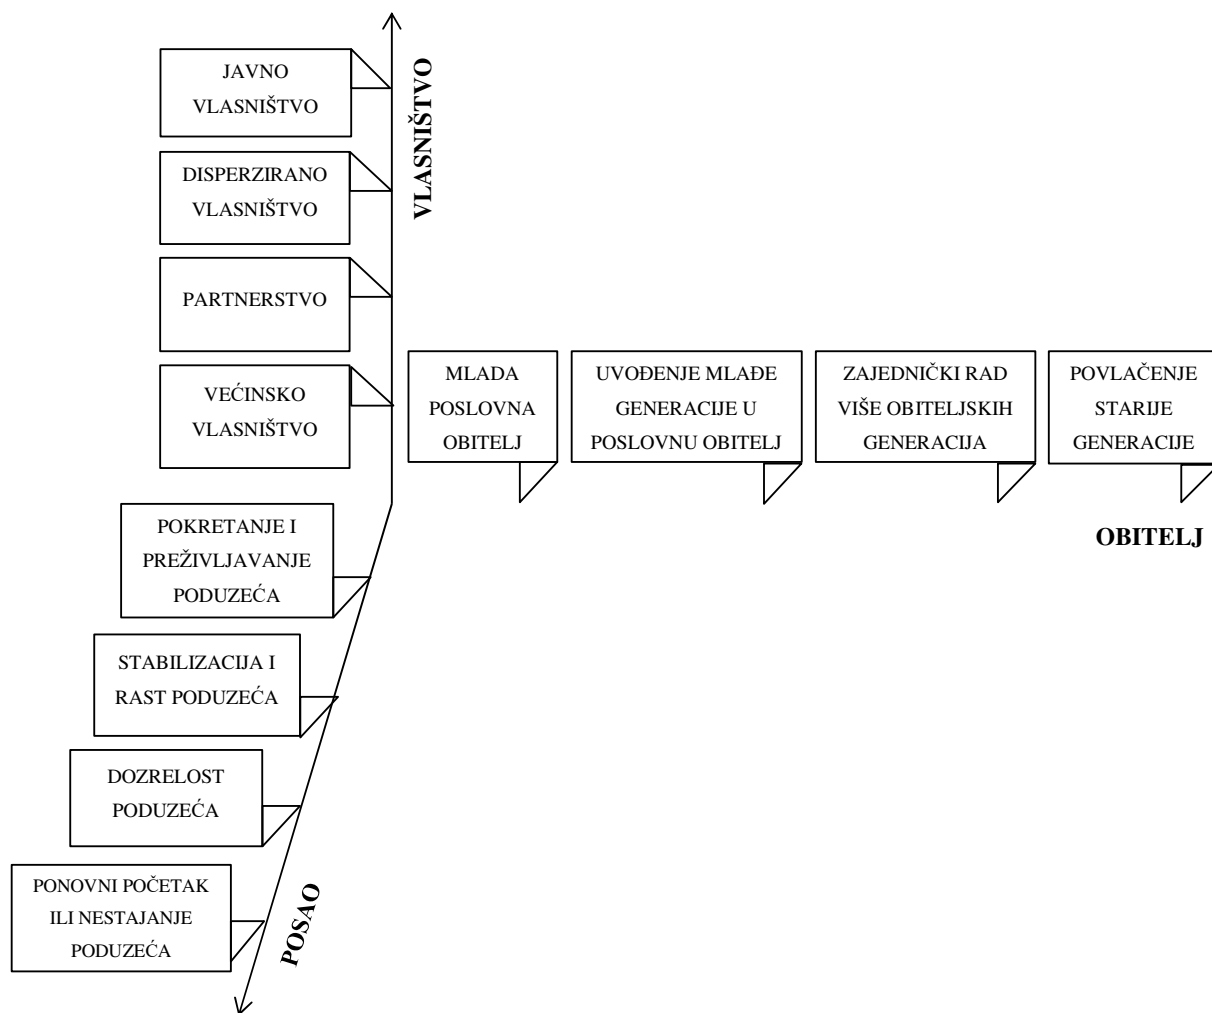 JAVNO
VLASNIŠTVO
VLASNIŠTVO
DISPERZIRANO
VLASNIŠTVO
PARTNERSTVO
VEĆINSKO
VLASNIŠTVO
MLADA
POSLOVNA
OBITELJ
UVOĐENJE MLAĐE
GENERACIJE U
POSLOVNU OBITELJ
ZAJEDNIČKI RAD
VIŠE OBITELJSKIH
GENERACIJA
POVLAČENJE
STARIJE
GENERACIJE
OBITELJ
POKRETANJE I
PREŽIVLJAVANJE
PODUZEĆA
STABILIZACIJA I
RAST PODUZEĆA
DOZRELOST
PODUZEĆA
PONOVNI POČETAK
ILI NESTAJANJE
PODUZEĆA
POSAO